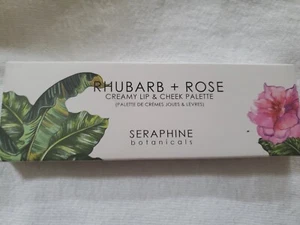 RHUBARB + ROSE
CREAMY LIP & CHEEK PALETTE
(PALETTE DE CRÈMES JOUES & LÈVRES)
SERAPHINE
botanicals